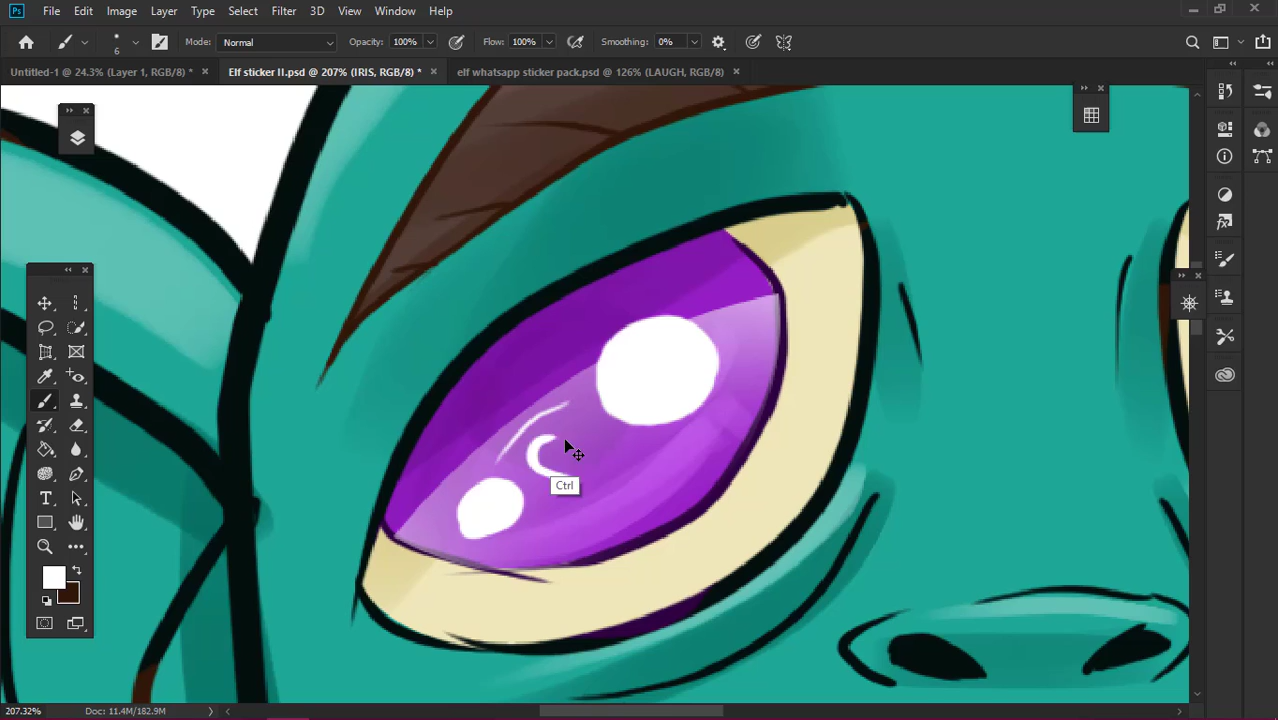 Ps File Edit Image Layer Type Select Filter 3D View Window Help
6 Mode: Normal Opacity: 100% Flow: 100% Smoothing: 0%
Untitled-1 @ 24.3% (Layer 1, RGB/8) * × Elf sticker II.psd @ 207% (IRIS, RGB/8) * × elf whatsapp sticker pack.psd @ 126% (LAUGH, RGB/8) ×
Ctrl
T
207.32% Doc: 11.4M/182.9M